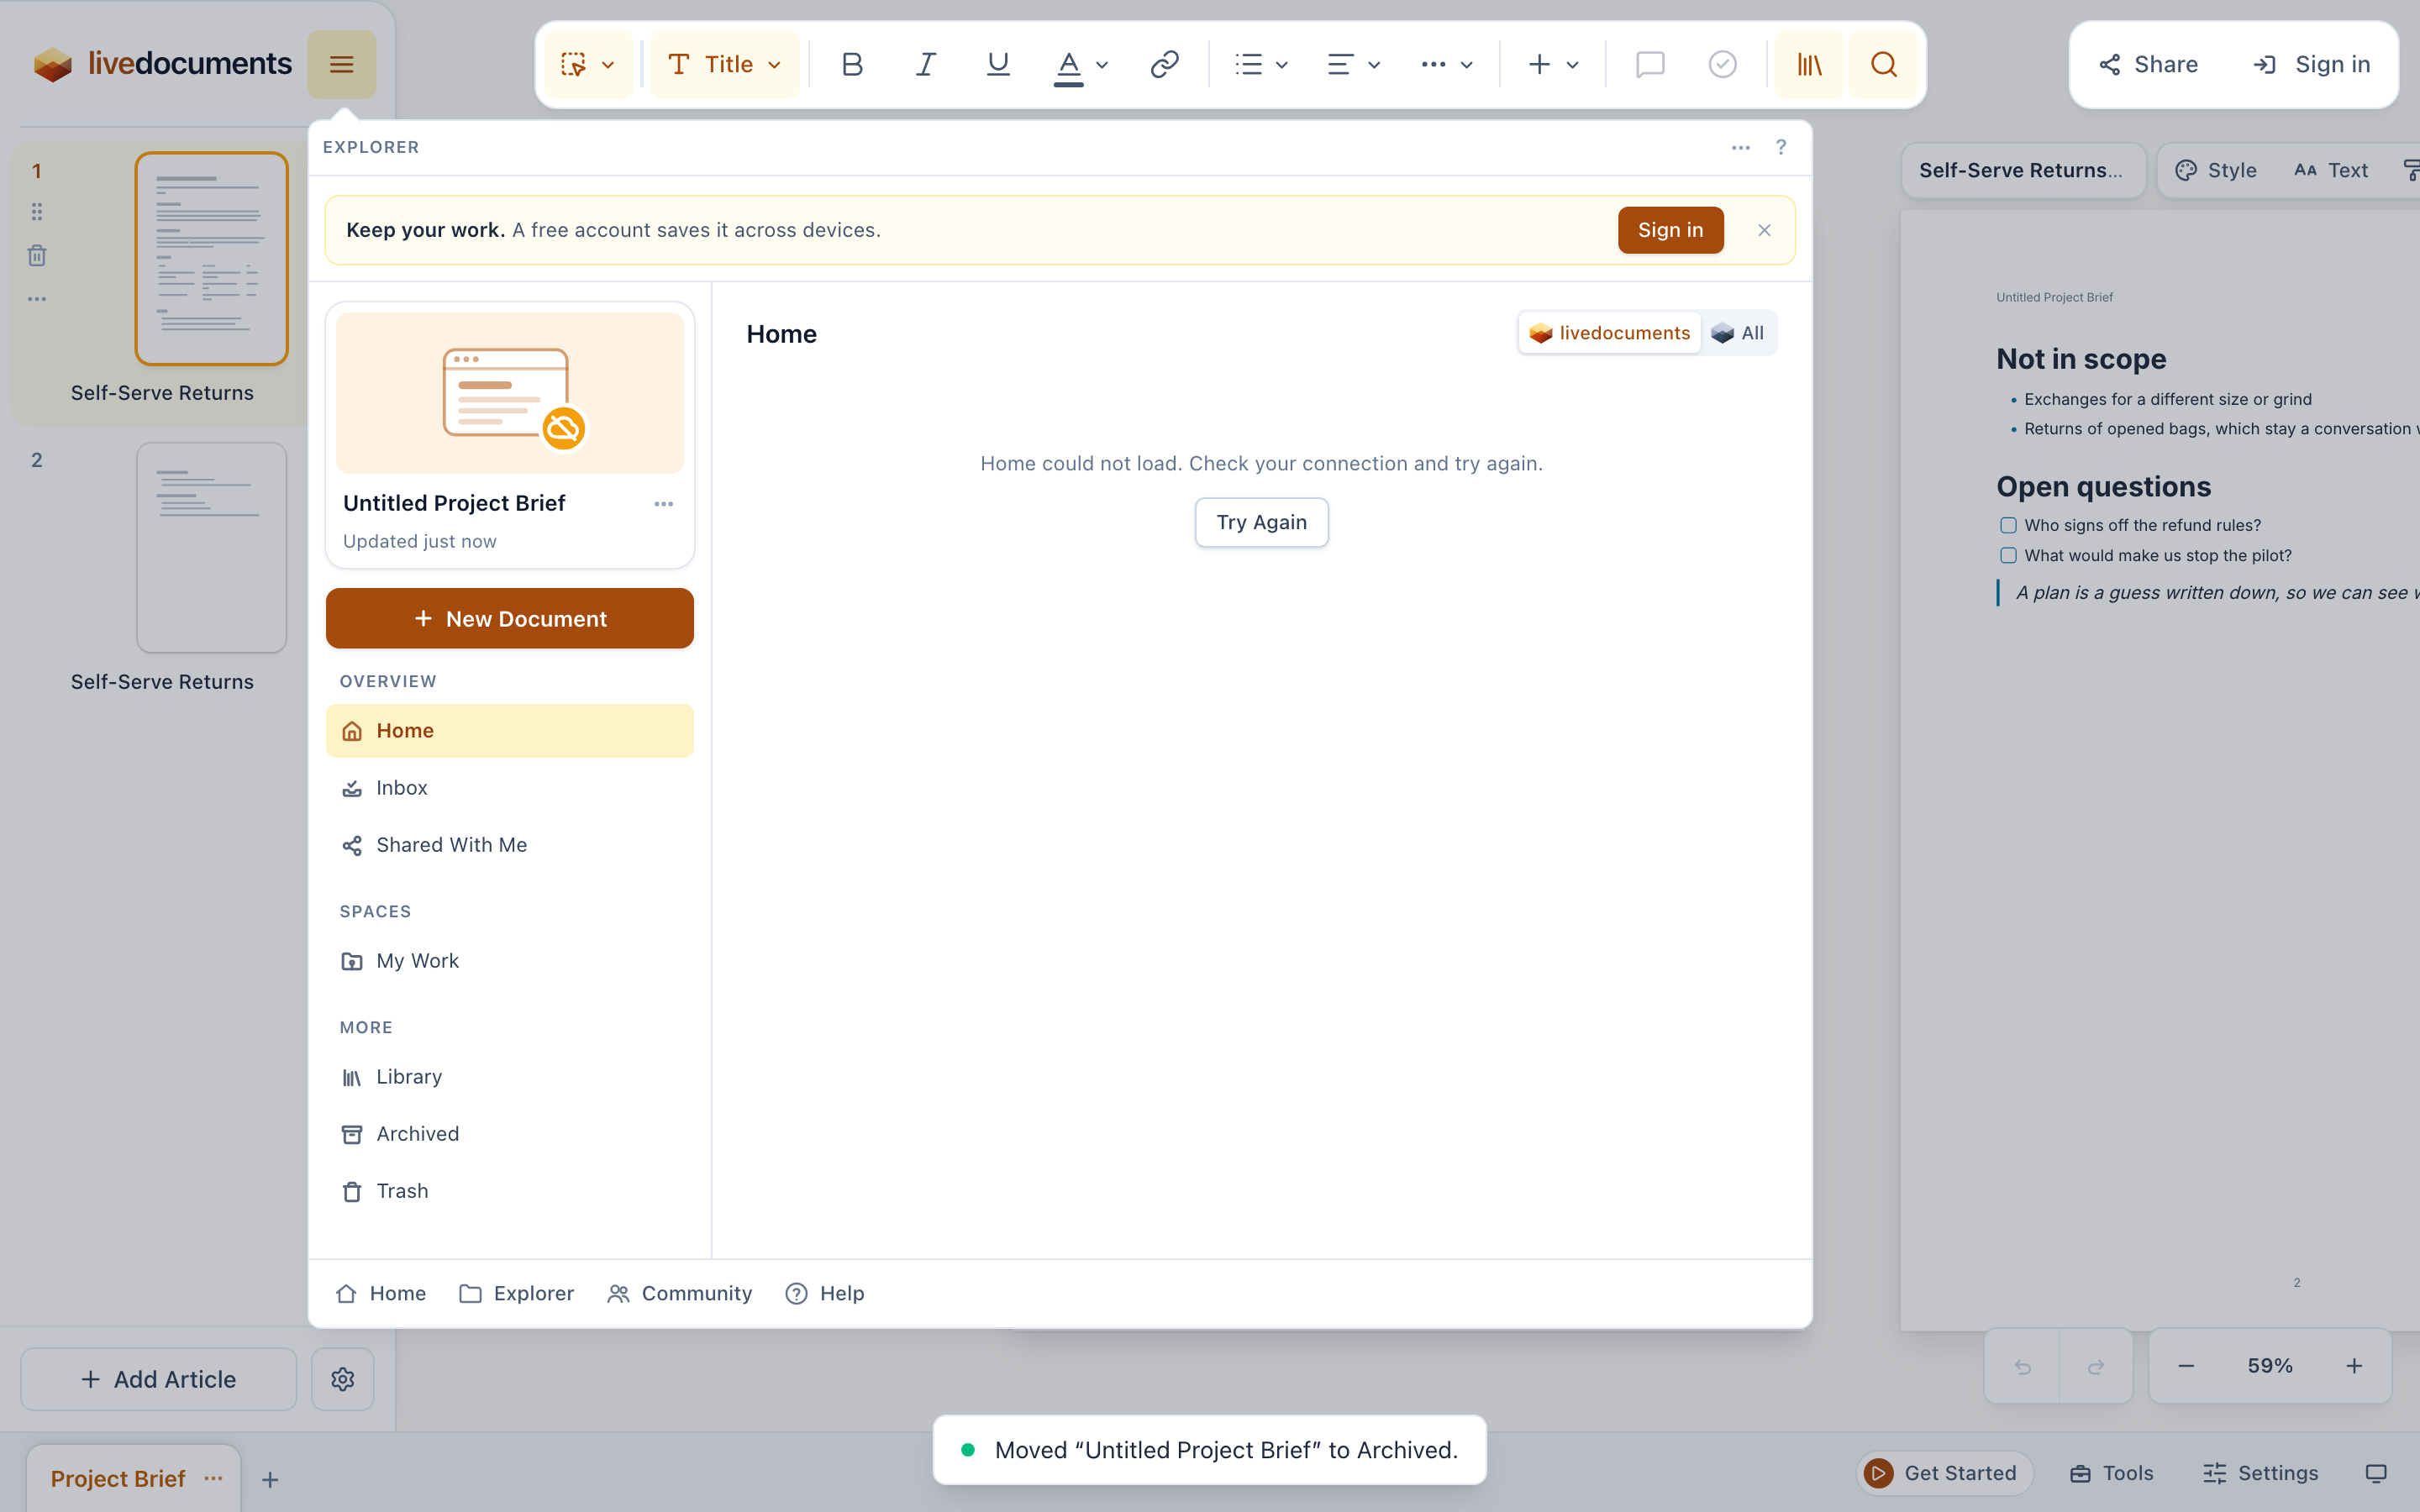 livedocuments
Title
Share
Sign in
EXPLORER
?
Keep your work. A free account saves it across devices.
Sign in
1
Self-Serve Returns
2
Self-Serve Returns
Untitled Project Brief
Updated just now
New Document
OVERVIEW
Home
Inbox
Shared With Me
SPACES
My Work
MORE
Library
Archived
Trash
Home
livedocuments
All
Home could not load. Check your connection and try again.
Try Again
Home
Explorer
Community
Help
Self-Serve Returns...
Style
Text
Untitled Project Brief
Not in scope
Exchanges for a different size or grind
Returns of opened bags, which stay a conversation
Open questions
Who signs off the refund rules?
What would make us stop the pilot?
A plan is a guess written down, so we can see
2
Add Article
59%
Moved “Untitled Project Brief” to Archived.
Project Brief
Get Started
Tools
Settings